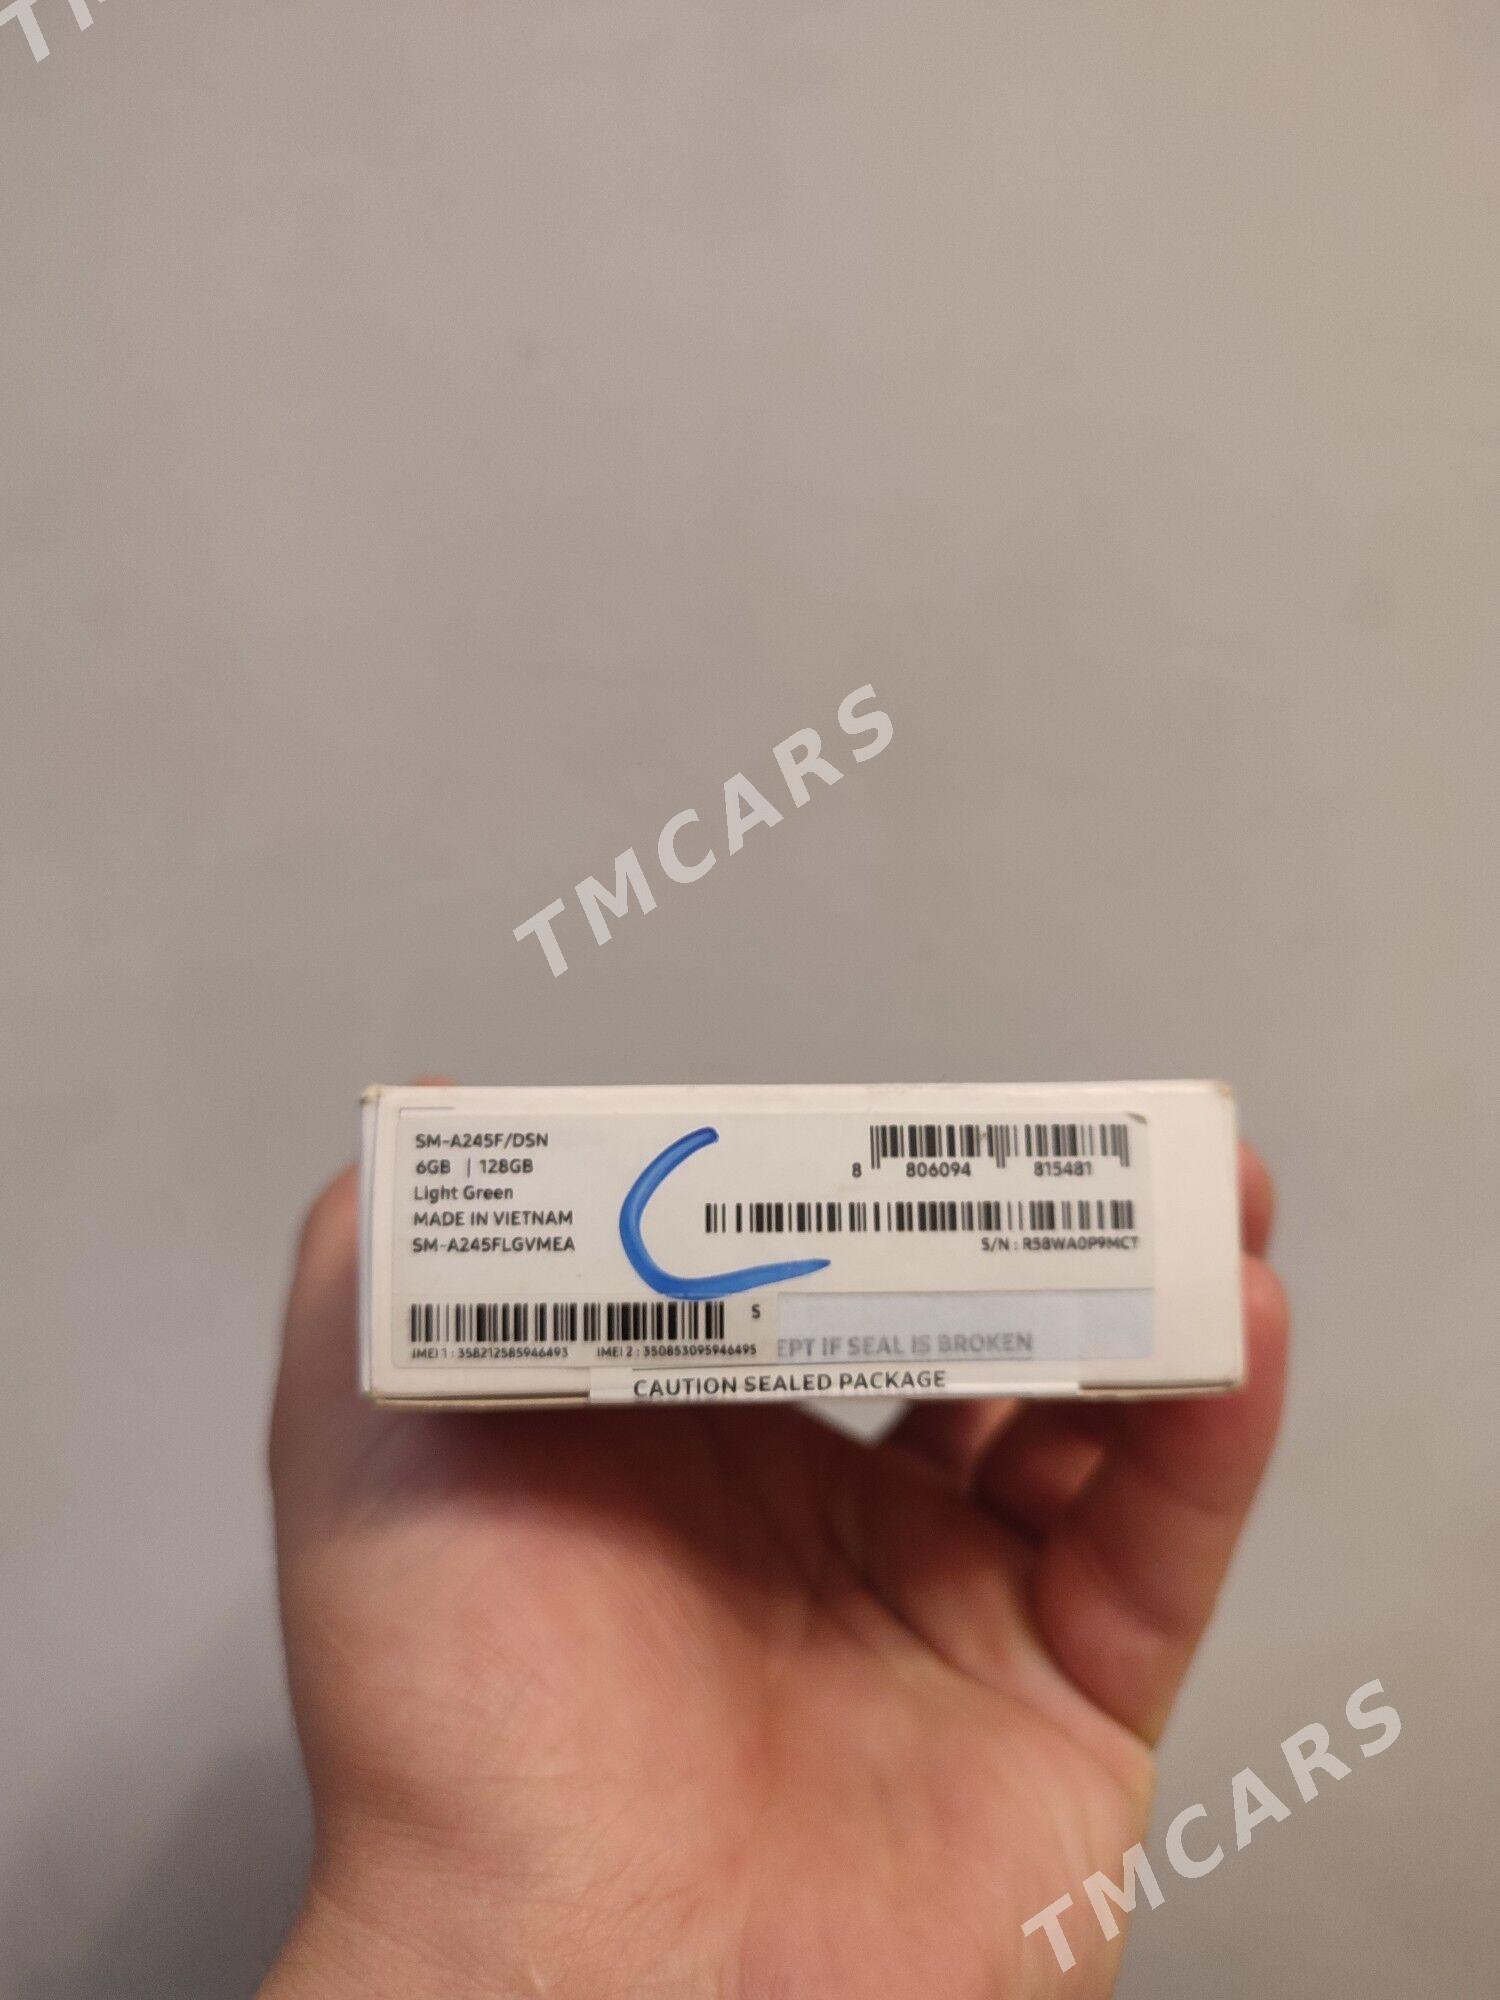 TM
TMCARS
SM-A245F/DSN
6GB | 128GB
Light Green
MADE IN VIETNAM
SM-A245FLGVMEA
8 806094 815481
S/N : R58WA0P9MCT
C
S
IMEI 1 : 358212585946493 IMEI 2 : 350853095946495
EPT IF SEAL IS BROKEN
CAUTION SEALED PACKAGE
TMCARS